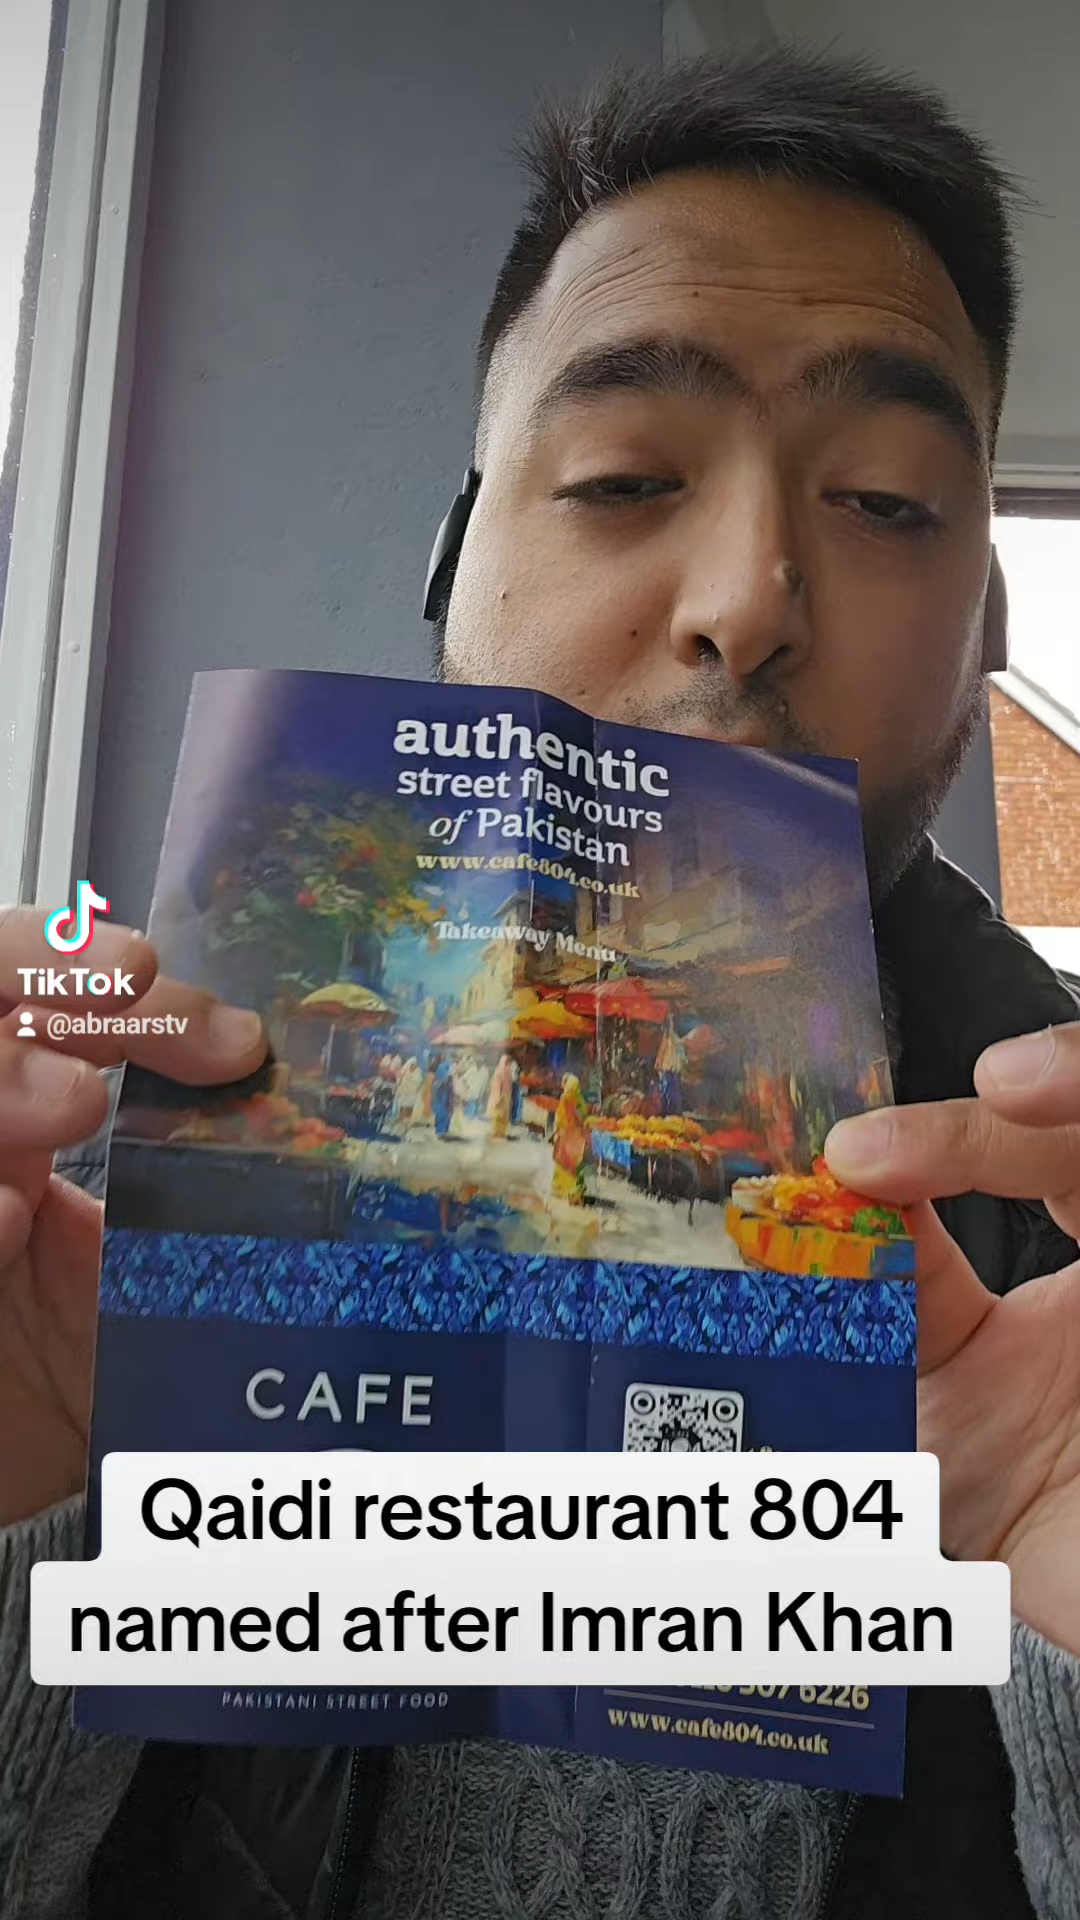 authentic
street flavours
of Pakistan
www.cafe804.co.uk
Takeaway Menu
TikTok
@abraarstv
CAFE
Qaidi restaurant 804
named after Imran Khan
PAKISTANI STREET FOOD
6226
www.cafe804.co.uk